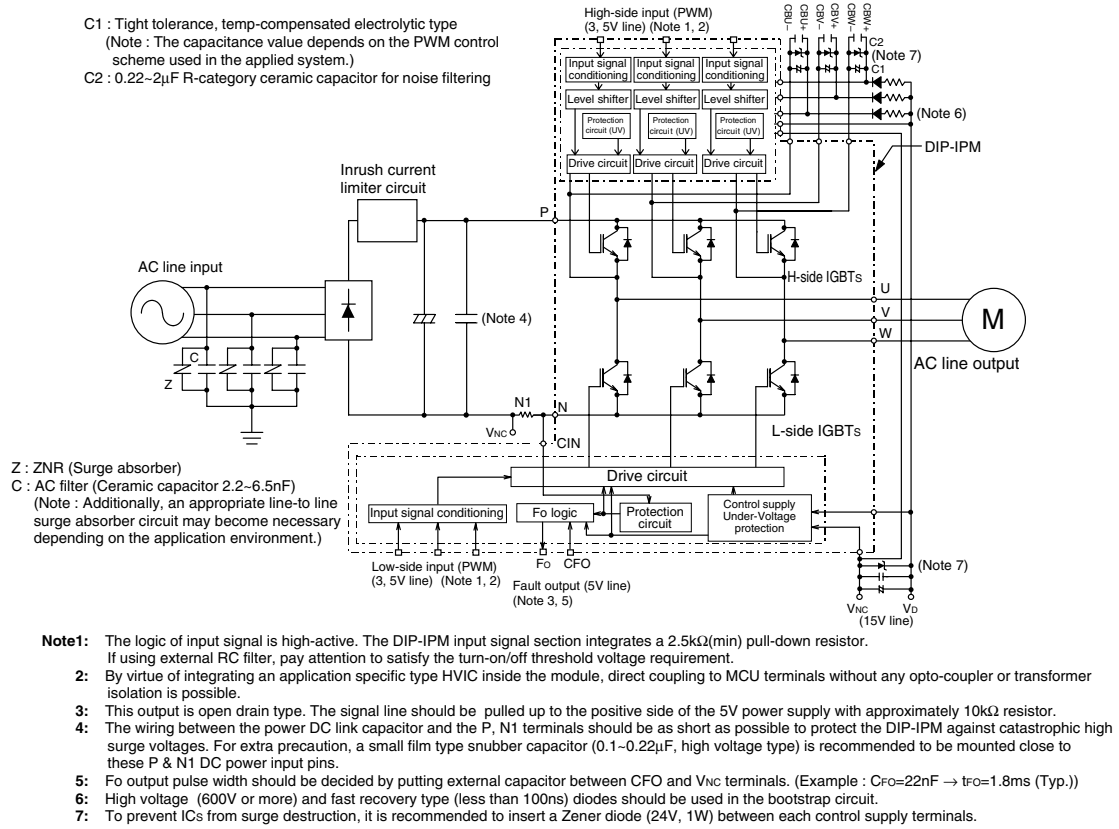 C1 : Tight tolerance, temp-compensated electrolytic type
(Note : The capacitance value depends on the PWM control
scheme used in the applied system.)
C2 : 0.22~2μF R-category ceramic capacitor for noise filtering
High-side input (PWM)
(3, 5V line) (Note 1, 2)
CBU–
CBU+
CBV–
CBV+
CBW–
CBW+
C2
(Note 7)
C1
(Note 6)
DIP-IPM
Input signal
conditioning
Input signal
conditioning
Input signal
conditioning
Level shifter
Level shifter
Level shifter
Protection
circuit (UV)
Protection
circuit (UV)
Protection
circuit (UV)
Drive circuit
Drive circuit
Drive circuit
Inrush current
limiter circuit
P
AC line input
(Note 4)
H-side IGBTs
U
V
W
M
AC line output
C
Z
N1
N
VNC
CIN
L-side IGBTs
Z : ZNR (Surge absorber)
C : AC filter (Ceramic capacitor 2.2~6.5nF)
(Note : Additionally, an appropriate line-to line
surge absorber circuit may become necessary
depending on the application environment.)
Drive circuit
Input signal conditioning
Fo logic
Protection
circuit
Control supply
Under-Voltage
protection
Low-side input (PWM)
(3, 5V line) (Note 1, 2)
FO
CFO
Fault output (5V line)
(Note 3, 5)
(Note 7)
VNC
VD
(15V line)
Note1: The logic of input signal is high-active. The DIP-IPM input signal section integrates a 2.5kΩ(min) pull-down resistor.
If using external RC filter, pay attention to satisfy the turn-on/off threshold voltage requirement.
2: By virtue of integrating an application specific type HVIC inside the module, direct coupling to MCU terminals without any opto-coupler or transformer
isolation is possible.
3: This output is open drain type. The signal line should be pulled up to the positive side of the 5V power supply with approximately 10kΩ resistor.
4: The wiring between the power DC link capacitor and the P, N1 terminals should be as short as possible to protect the DIP-IPM against catastrophic high
surge voltages. For extra precaution, a small film type snubber capacitor (0.1~0.22μF, high voltage type) is recommended to be mounted close to
these P & N1 DC power input pins.
5: Fo output pulse width should be decided by putting external capacitor between CFO and VNC terminals. (Example : CFO=22nF → tFO=1.8ms (Typ.))
6: High voltage (600V or more) and fast recovery type (less than 100ns) diodes should be used in the bootstrap circuit.
7: To prevent ICs from surge destruction, it is recommended to insert a Zener diode (24V, 1W) between each control supply terminals.